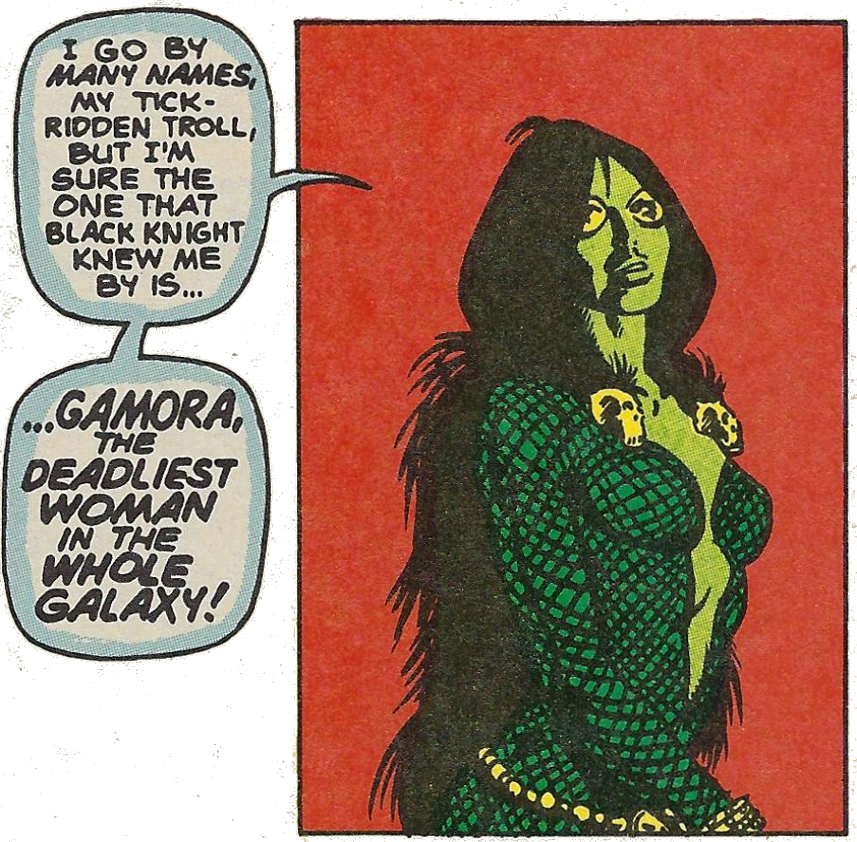 I GO BY
MANY NAMES,
MY TICK-
RIDDEN TROLL,
BUT I'M
SURE THE
ONE THAT
BLACK KNIGHT
KNEW ME
BY IS...
...GAMORA,
THE
DEADLIEST
WOMAN
IN THE
WHOLE
GALAXY!